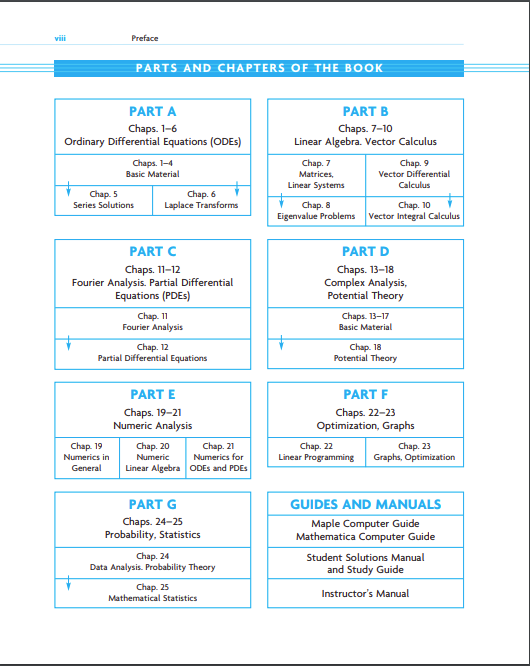 viii Preface
PARTS AND CHAPTERS OF THE BOOK
PART A
Chaps. 1–6
Ordinary Differential Equations (ODEs)
Chaps. 1–4
Basic Material
Chap. 5
Series Solutions
Chap. 6
Laplace Transforms
PART B
Chaps. 7–10
Linear Algebra. Vector Calculus
Chap. 7
Matrices,
Linear Systems
Chap. 9
Vector Differential
Calculus
Chap. 8
Eigenvalue Problems
Chap. 10
Vector Integral Calculus
PART C
Chaps. 11–12
Fourier Analysis. Partial Differential
Equations (PDEs)
Chap. 11
Fourier Analysis
Chap. 12
Partial Differential Equations
PART D
Chaps. 13–18
Complex Analysis,
Potential Theory
Chaps. 13–17
Basic Material
Chap. 18
Potential Theory
PART E
Chaps. 19–21
Numeric Analysis
Chap. 19
Numerics in
General
Chap. 20
Numeric
Linear Algebra
Chap. 21
Numerics for
ODEs and PDEs
PART F
Chaps. 22–23
Optimization, Graphs
Chap. 22
Linear Programming
Chap. 23
Graphs, Optimization
PART G
Chaps. 24–25
Probability, Statistics
Chap. 24
Data Analysis. Probability Theory
Chap. 25
Mathematical Statistics
GUIDES AND MANUALS
Maple Computer Guide
Mathematica Computer Guide
Student Solutions Manual
and Study Guide
Instructor's Manual